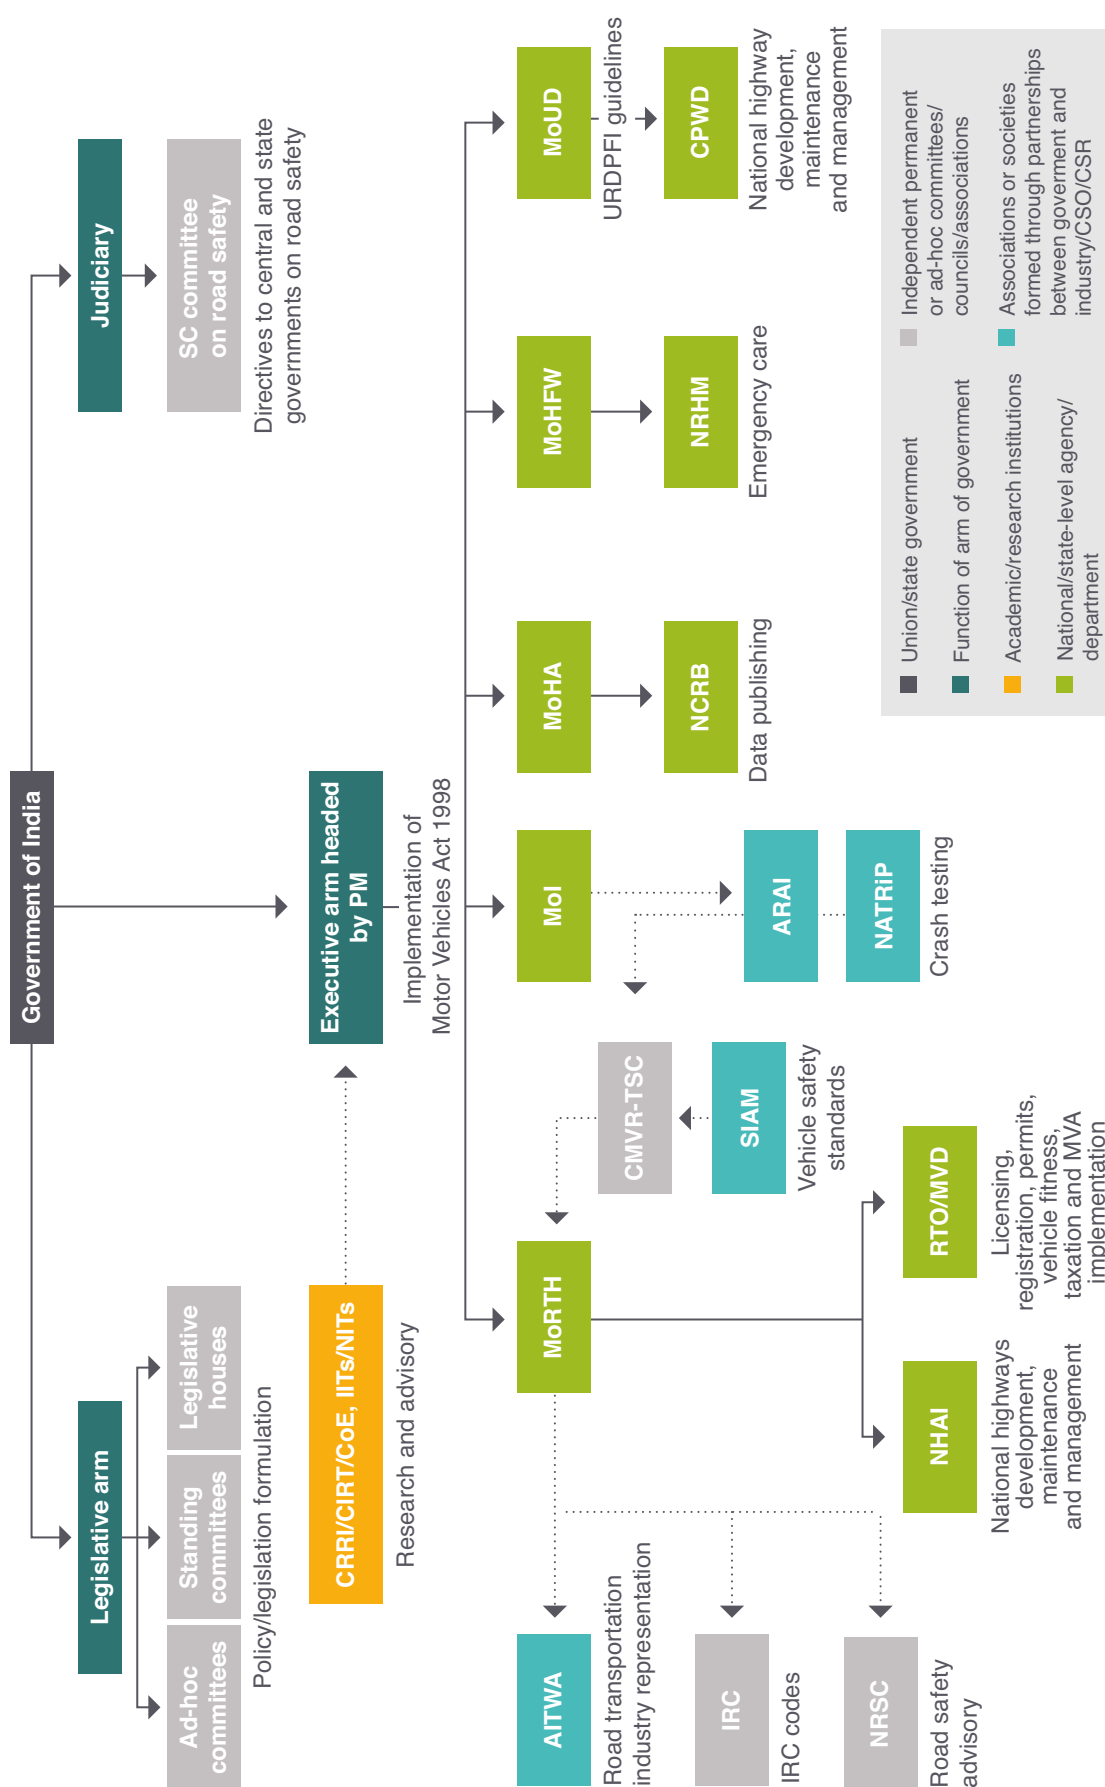 Government of India
Legislative arm
Ad-hoc
committees
Standing
committees
Legislative
houses
Policy/legislation formulation
Judiciary
SC committee
on road safety
Directives to central and state
governments on road safety
CRRI/CIRT/CoE, IITs/NITs
Research and advisory
Executive arm headed
by PM
Implementation of
Motor Vehicles Act 1998
MoRTH
MoI
MoHA
MoHFW
MoUD
AITWA
Road transportation
industry representation
IRC
IRC codes
NRSC
Road safety
advisory
CMVR-TSC
SIAM
Vehicle safety
standards
NHAI
National highways
development,
maintenance
and management
RTO/MVD
Licensing,
registration, permits,
vehicle fitness,
taxation and MVA
implementation
ARAI
NATRiP
Crash testing
NCRB
Data publishing
NRHM
Emergency care
URDPFI guidelines
CPWD
National highway
development,
maintenance
and management
Union/state government
Function of arm of government
Academic/research institutions
National/state-level agency/
department
Independent permanent
or ad-hoc committees/
councils/associations
Associations or societies
formed through partnerships
between goverment and
industry/CSO/CSR